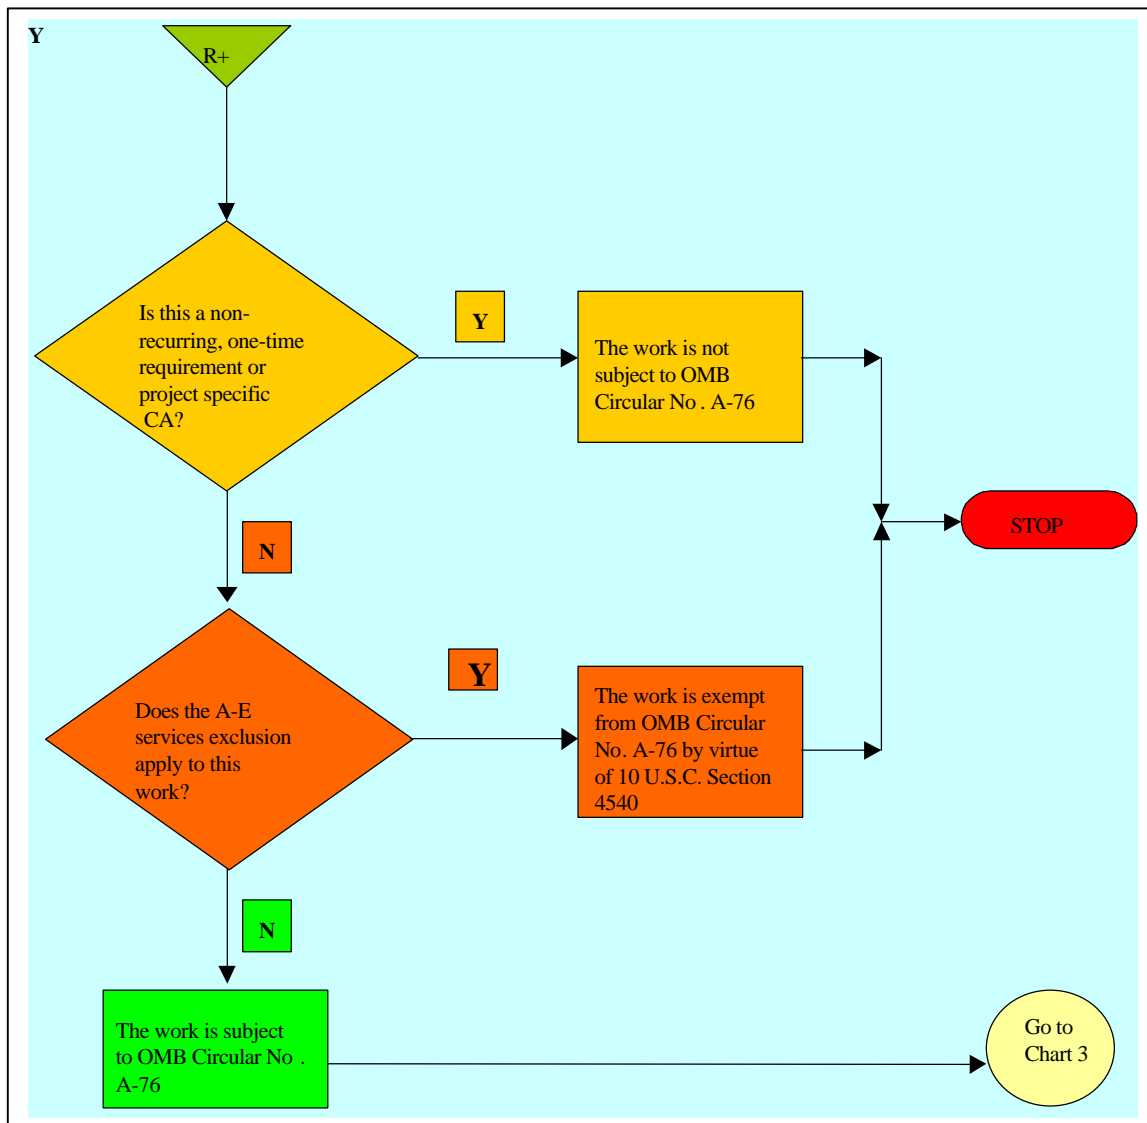 Y
R+
Is this a non-
recurring, one-time
requirement or
project specific
CA?
Y
The work is not
subject to OMB
Circular No . A-76
STOP
N
Does the A-E
services exclusion
apply to this
work?
Y
The work is exempt
from OMB Circular
No. A-76 by virtue
of 10 U.S.C. Section
4540
N
The work is subject
to OMB Circular No .
A-76
Go to
Chart 3